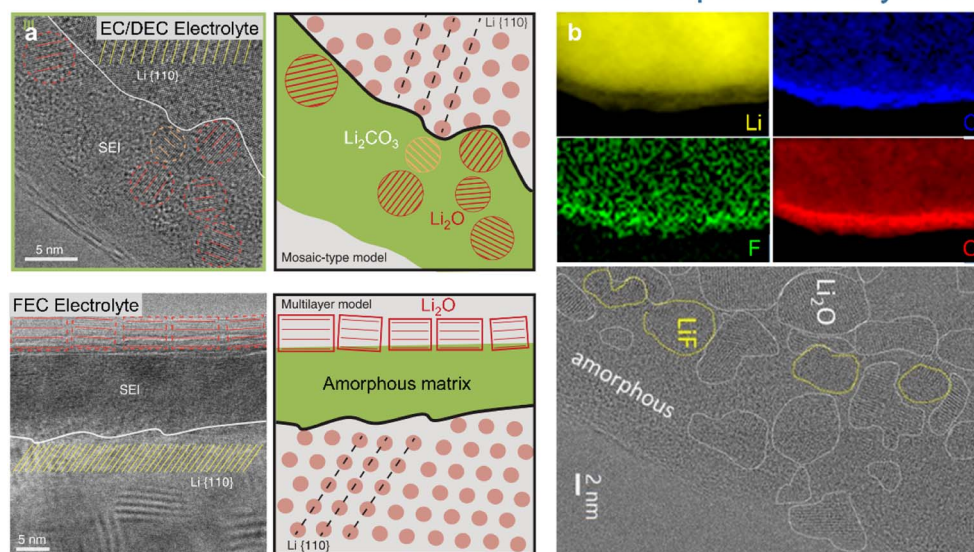 a
EC/DEC Electrolyte
Li {110}
SEI
5 nm
Li {110}
Li₂CO₃
Li₂O
Mosaic-type model
FEC Electrolyte
SEI
Li {110}
5 nm
Multilayer model
Li₂O
Amorphous matrix
Li {110}
b
Li
F
Li₂O
LiF
amorphous
2 nm